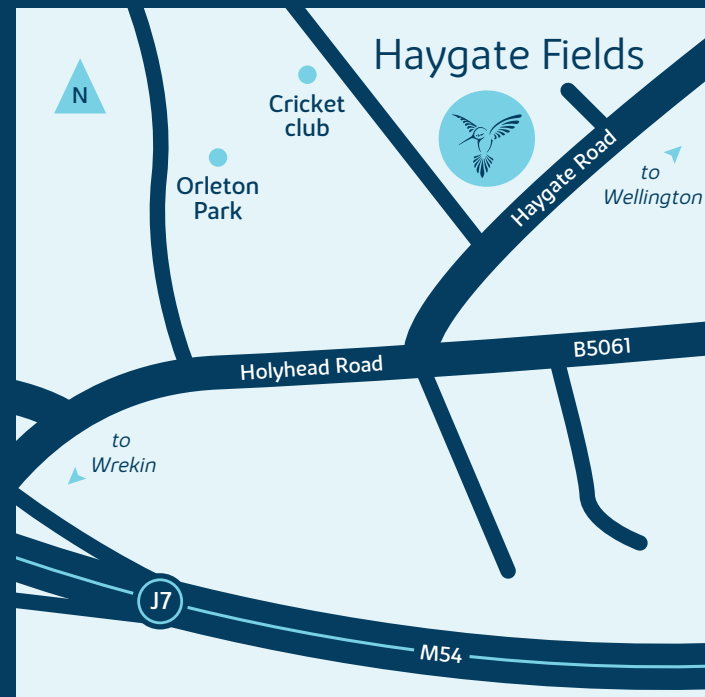 Haygate Fields
N
Cricket
club
Orleton
Park
Haygate Road
to
Wellington
Holyhead Road
B5061
to
Wrekin
J7
M54